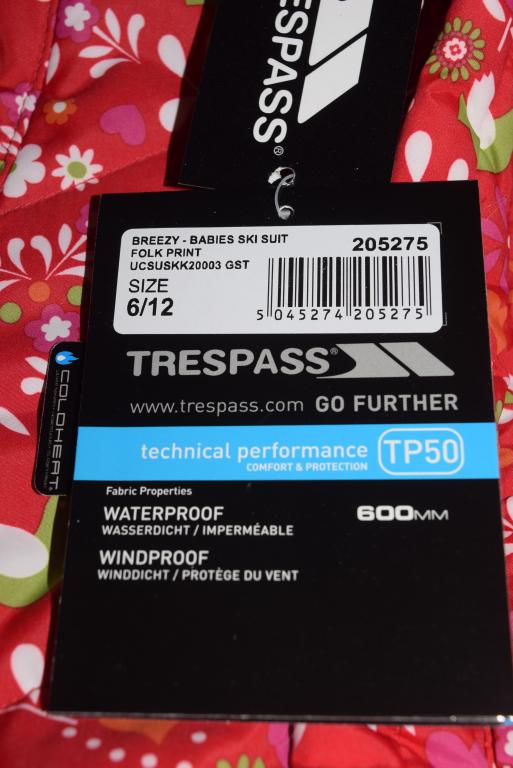 TRESPASS®
BREEZY - BABIES SKI SUIT
205275
FOLK PRINT
UCSUSKK20003 GST
SIZE
6/12
5 045274 205275
TRESPASS®
www.trespass.com GO FURTHER
technical performance TP50
COMFORT & PROTECTION
COLDHEAT
Fabric Properties
WATERPROOF 600MM
WASSERDICHT / IMPERMÉABLE
WINDPROOF
WINDDICHT / PROTÈGE DU VENT